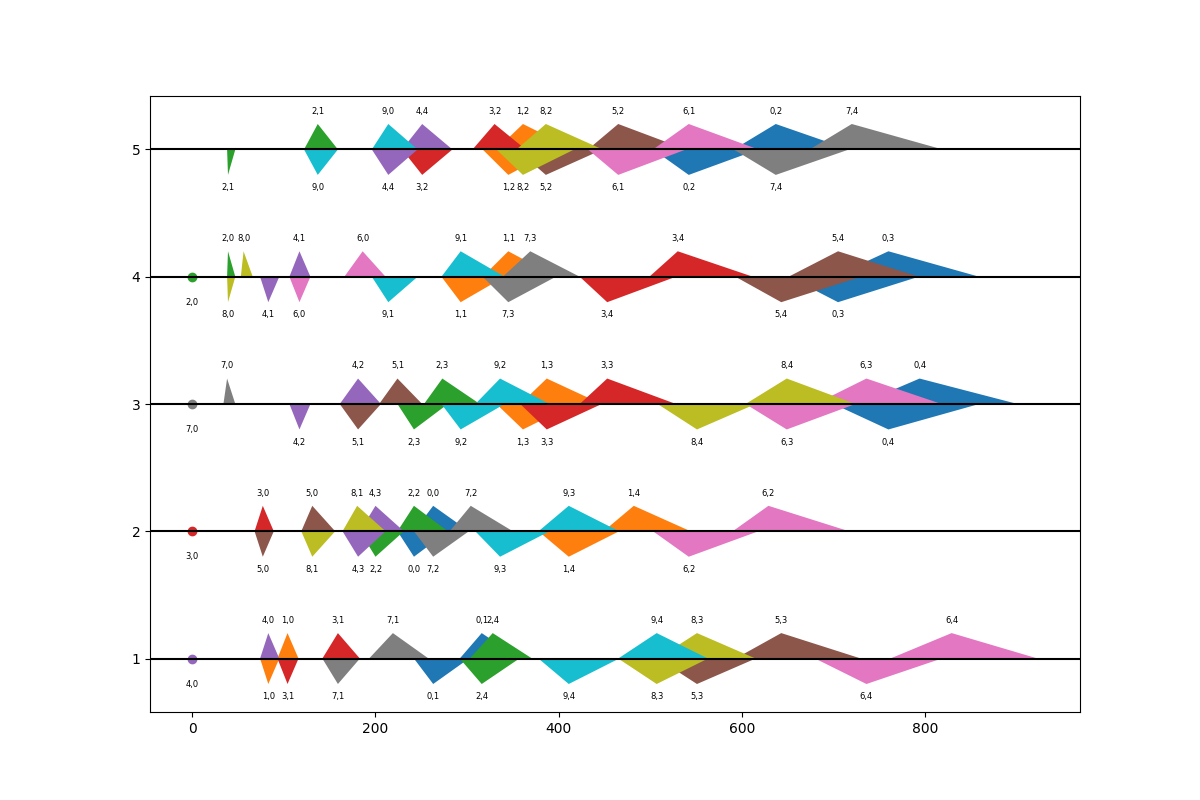 2,1 9,0 4,4 3,2 1,2 8,2 5,2 6,1 0,2 7,4
5
2,1 9,0 4,4 3,2 1,2 8,2 5,2 6,1 0,2 7,4
2,0 8,0 4,1 6,0 9,1 1,1 7,3 3,4 5,4 0,3
4
2,0 8,0 4,1 6,0 9,1 1,1 7,3 3,4 5,4 0,3
7,0 4,2 5,1 2,3 9,2 1,3 3,3 8,4 6,3 0,4
3
7,0 4,2 5,1 2,3 9,2 1,3 3,3 8,4 6,3 0,4
3,0 5,0 8,1 4,3 2,2 0,0 7,2 9,3 1,4 6,2
2
3,0 5,0 8,1 4,3 2,2 0,0 7,2 9,3 1,4 6,2
4,0 1,0 3,1 7,1 0,1 2,4 9,4 8,3 5,3 6,4
1
4,0 1,0 3,1 7,1 0,1 2,4 9,4 8,3 5,3 6,4
0 200 400 600 800